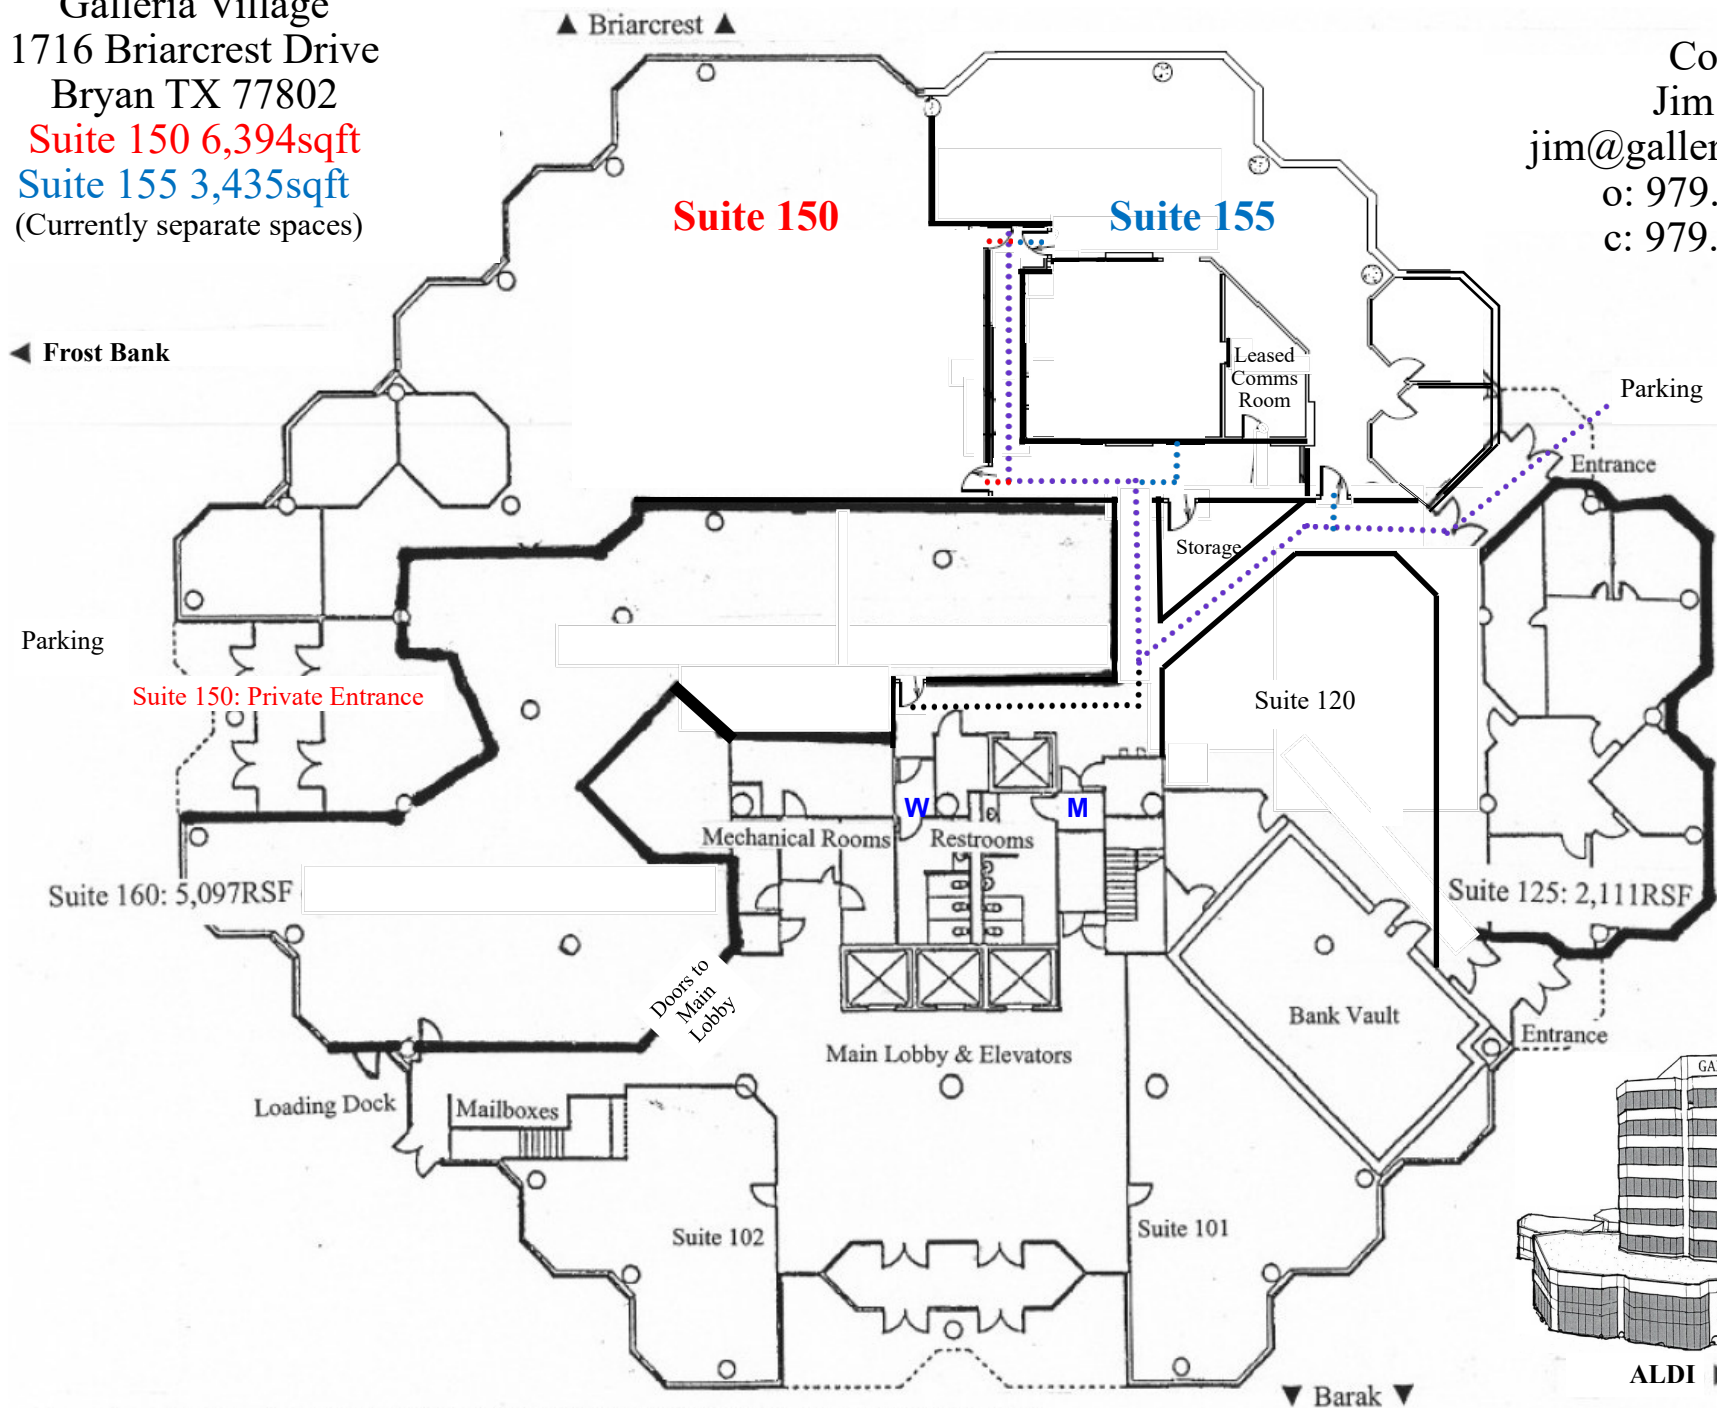 Galleria Village
1716 Briarcrest Drive
Bryan TX 77802
Suite 150 6,394sqft
Suite 155 3,435sqft
(Currently separate spaces)
▲ Briarcrest ▲
Co
Jim
jim@galler
o: 979.
c: 979.
Suite 150
Suite 155
◀ Frost Bank
Leased
Comms
Room
Parking
Entrance
Storage
Parking
Suite 150: Private Entrance
Suite 120
W
M
Mechanical Rooms
Restrooms
Suite 160: 5,097RSF
Suite 125: 2,111RSF
Doors to
Main
Lobby
Bank Vault
Entrance
Main Lobby & Elevators
Loading Dock
Mailboxes
GA
Suite 102
Suite 101
ALDI
▼ Barak ▼